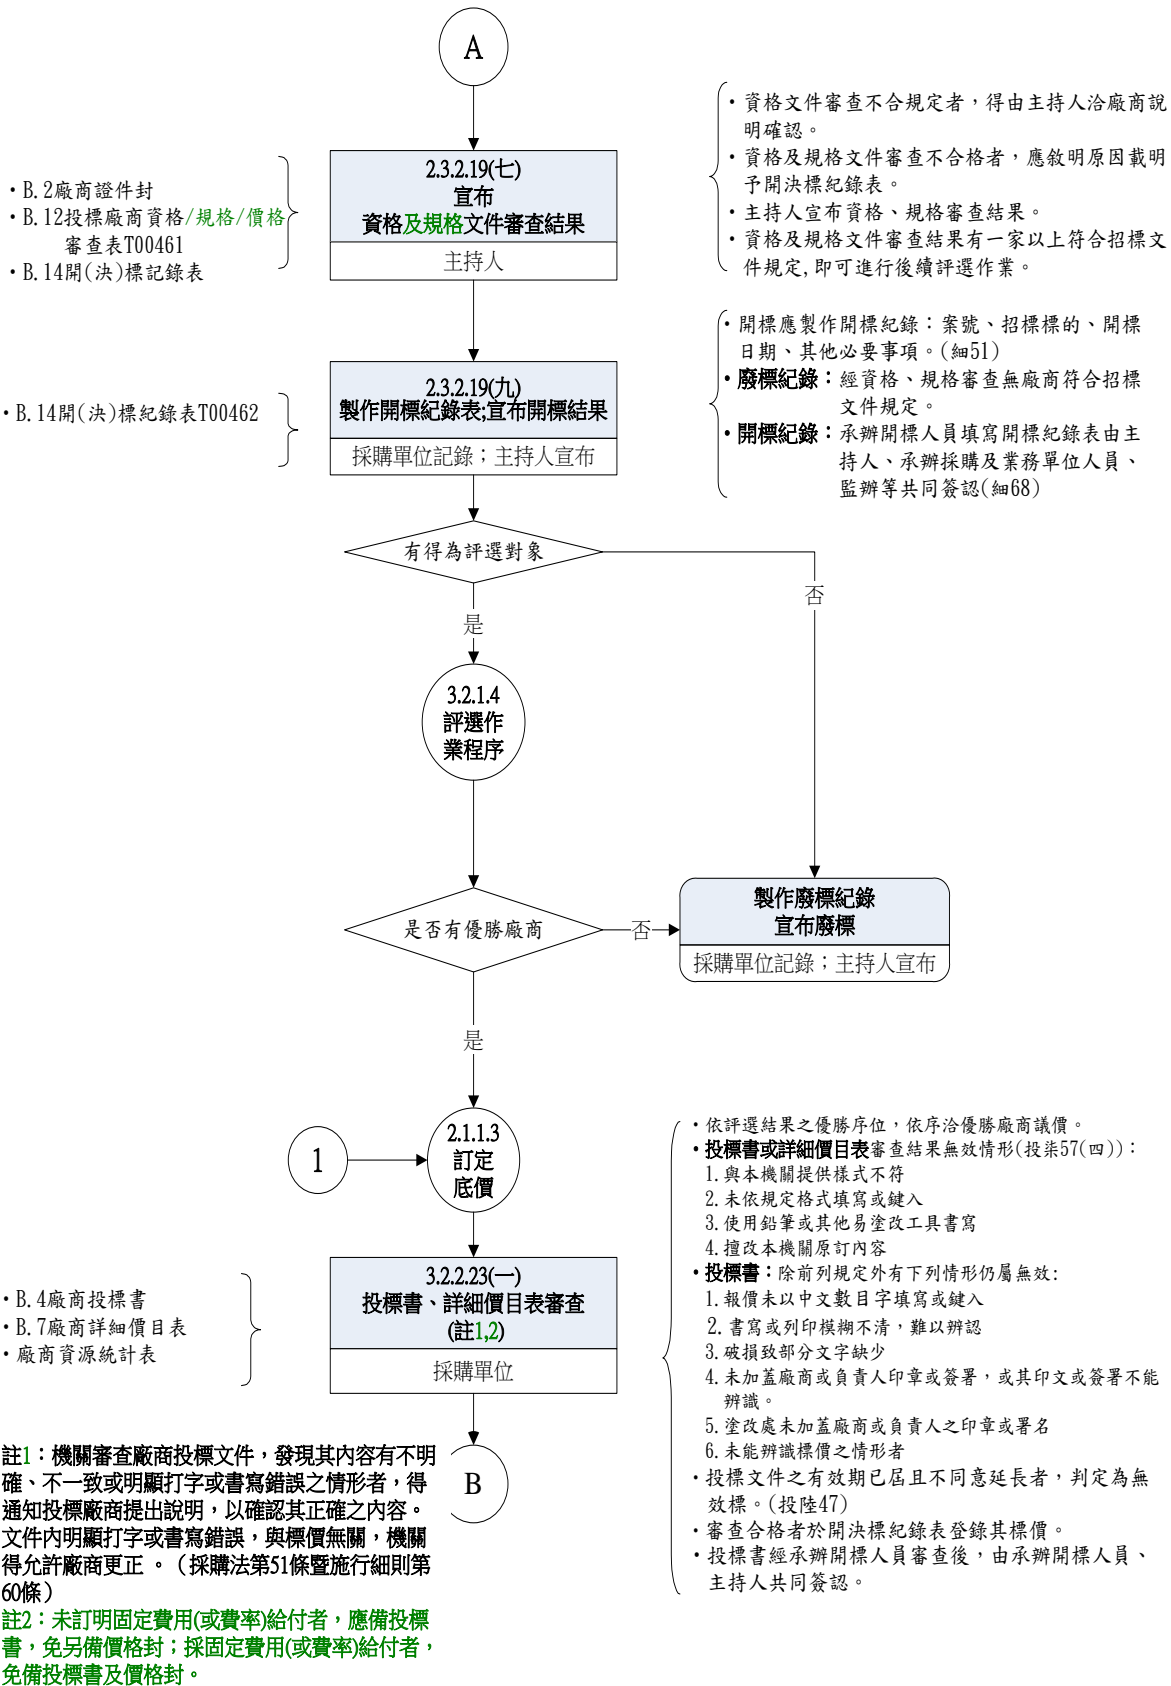 A
・資格文件審查不合規定者，得由主持人洽廠商說
明確認。
・資格及規格文件審查不合格者，應敘明原因載明
予開決標紀錄表。
・主持人宣布資格、規格審查結果。
・資格及規格文件審查結果有一家以上符合招標文
件規定,即可進行後續評選作業。
2.3.2.19(七)
宣布
資格及規格文件審查結果
主持人
・B.2廠商證件封
・B.12投標廠商資格/規格/價格
審查表T00461
・B.14開(決)標記錄表
・開標應製作開標紀錄：案號、招標標的、開標
日期、其他必要事項。(細51)
・廢標紀錄：經資格、規格審查無廠商符合招標
文件規定。
・開標紀錄：承辦開標人員填寫開標紀錄表由主
持人、承辦採購及業務單位人員、
監辦等共同簽認(細68)
2.3.2.19(九)
製作開標紀錄表;宣布開標結果
採購單位記錄；主持人宣布
・B.14開(決)標紀錄表T00462
有得為評選對象
否
是
3.2.1.4
評選作
業程序
是否有優勝廠商
否
製作廢標紀錄
宣布廢標
採購單位記錄；主持人宣布
是
1
2.1.1.3
訂定
底價
3.2.2.23(一)
投標書、詳細價目表審查
(註1,2)
採購單位
・B.4廠商投標書
・B.7廠商詳細價目表
・廠商資源統計表
・依評選結果之優勝序位，依序洽優勝廠商議價。
・投標書或詳細價目表審查結果無效情形(投柒57(四))：
1.與本機關提供樣式不符
2.未依規定格式填寫或鍵入
3.使用鉛筆或其他易塗改工具書寫
4.擅改本機關原訂內容
・投標書：除前列規定外有下列情形仍屬無效:
1.報價未以中文數目字填寫或鍵入
2.書寫或列印模糊不清，難以辨認
3.破損致部分文字缺少
4.未加蓋廠商或負責人印章或簽署，或其印文或簽署不能
辨識。
5.塗改處未加蓋廠商或負責人之印章或署名
6.未能辨識標價之情形者
・投標文件之有效期已屆且不同意延長者，判定為無
效標。(投陸47)
・審查合格者於開決標紀錄表登錄其標價。
・投標書經承辦開標人員審查後，由承辦開標人員、
主持人共同簽認。
B
註1：機關審查廠商投標文件，發現其內容有不明
確、不一致或明顯打字或書寫錯誤之情形者，得
通知投標廠商提出說明，以確認其正確之內容。
文件內明顯打字或書寫錯誤，與標價無關，機關
得允許廠商更正 。（採購法第51條暨施行細則第
60條）
註2：未訂明固定費用(或費率)給付者，應備投標
書，免另備價格封；採固定費用(或費率)給付者，
免備投標書及價格封。